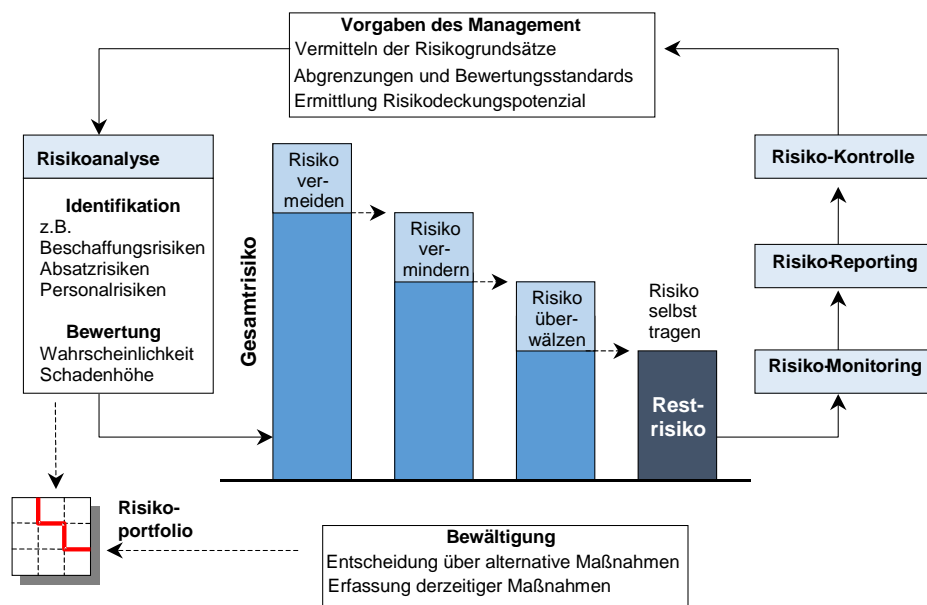 Vorgaben des Management
Vermitteln der Risikogrundsätze
Abgrenzungen und Bewertungsstandards
Ermittlung Risikodeckungspotenzial
Risikoanalyse
Identifikation
z.B.
Beschaffungsrisiken
Absatzrisiken
Personalrisiken
Bewertung
Wahrscheinlichkeit
Schadenhöhe
Gesamtrisiko
Risiko
ver-
meiden
Risiko
ver-
mindern
Risiko
über-
wälzen
Risiko
selbst
tragen
Rest-
risiko
Risiko-Kontrolle
Risiko-Reporting
Risiko-Monitoring
Risiko-
portfolio
Bewältigung
Entscheidung über alternative Maßnahmen
Erfassung derzeitiger Maßnahmen